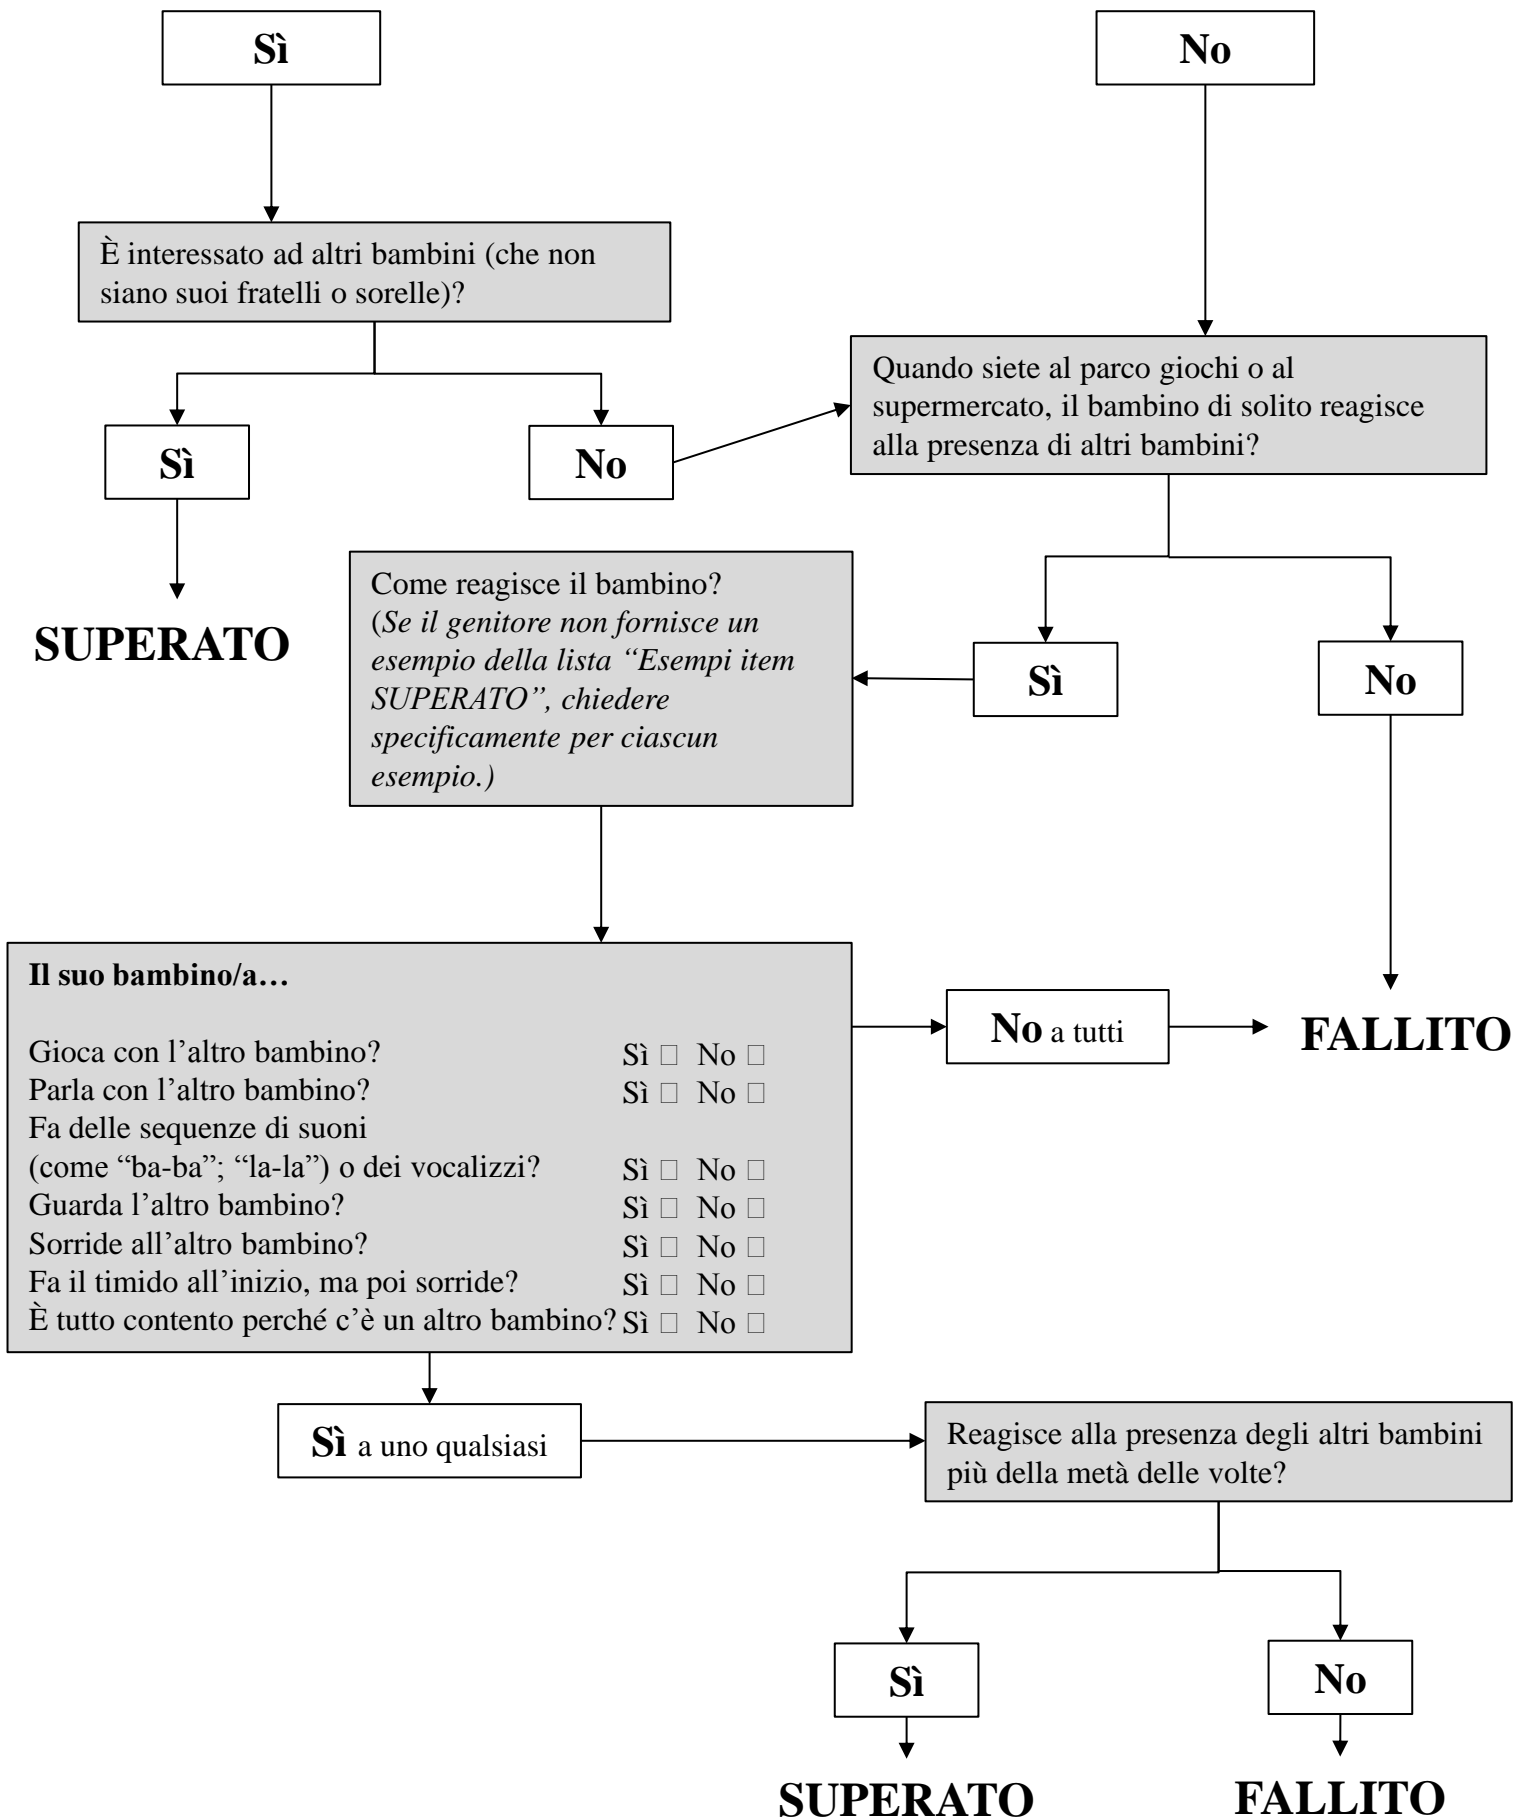 Sì
No
È interessato ad altri bambini (che non
siano suoi fratelli o sorelle)?
Quando siete al parco giochi o al
supermercato, il bambino di solito reagisce
alla presenza di altri bambini?
Sì
No
SUPERATO
Come reagisce il bambino?
(Se il genitore non fornisce un
esempio della lista “Esempi item
SUPERATO”, chiedere
specificamente per ciascun
esempio.)
Sì
No
Il suo bambino/a…
Gioca con l’altro bambino? Sì □ No □
Parla con l’altro bambino? Sì □ No □
Fa delle sequenze di suoni
(come “ba-ba”; “la-la”) o dei vocalizzi? Sì □ No □
Guarda l’altro bambino? Sì □ No □
Sorride all’altro bambino? Sì □ No □
Fa il timido all’inizio, ma poi sorride? Sì □ No □
È tutto contento perché c’è un altro bambino? Sì □ No □
No a tutti
FALLITO
Sì a uno qualsiasi
Reagisce alla presenza degli altri bambini
più della metà delle volte?
Sì
No
SUPERATO
FALLITO